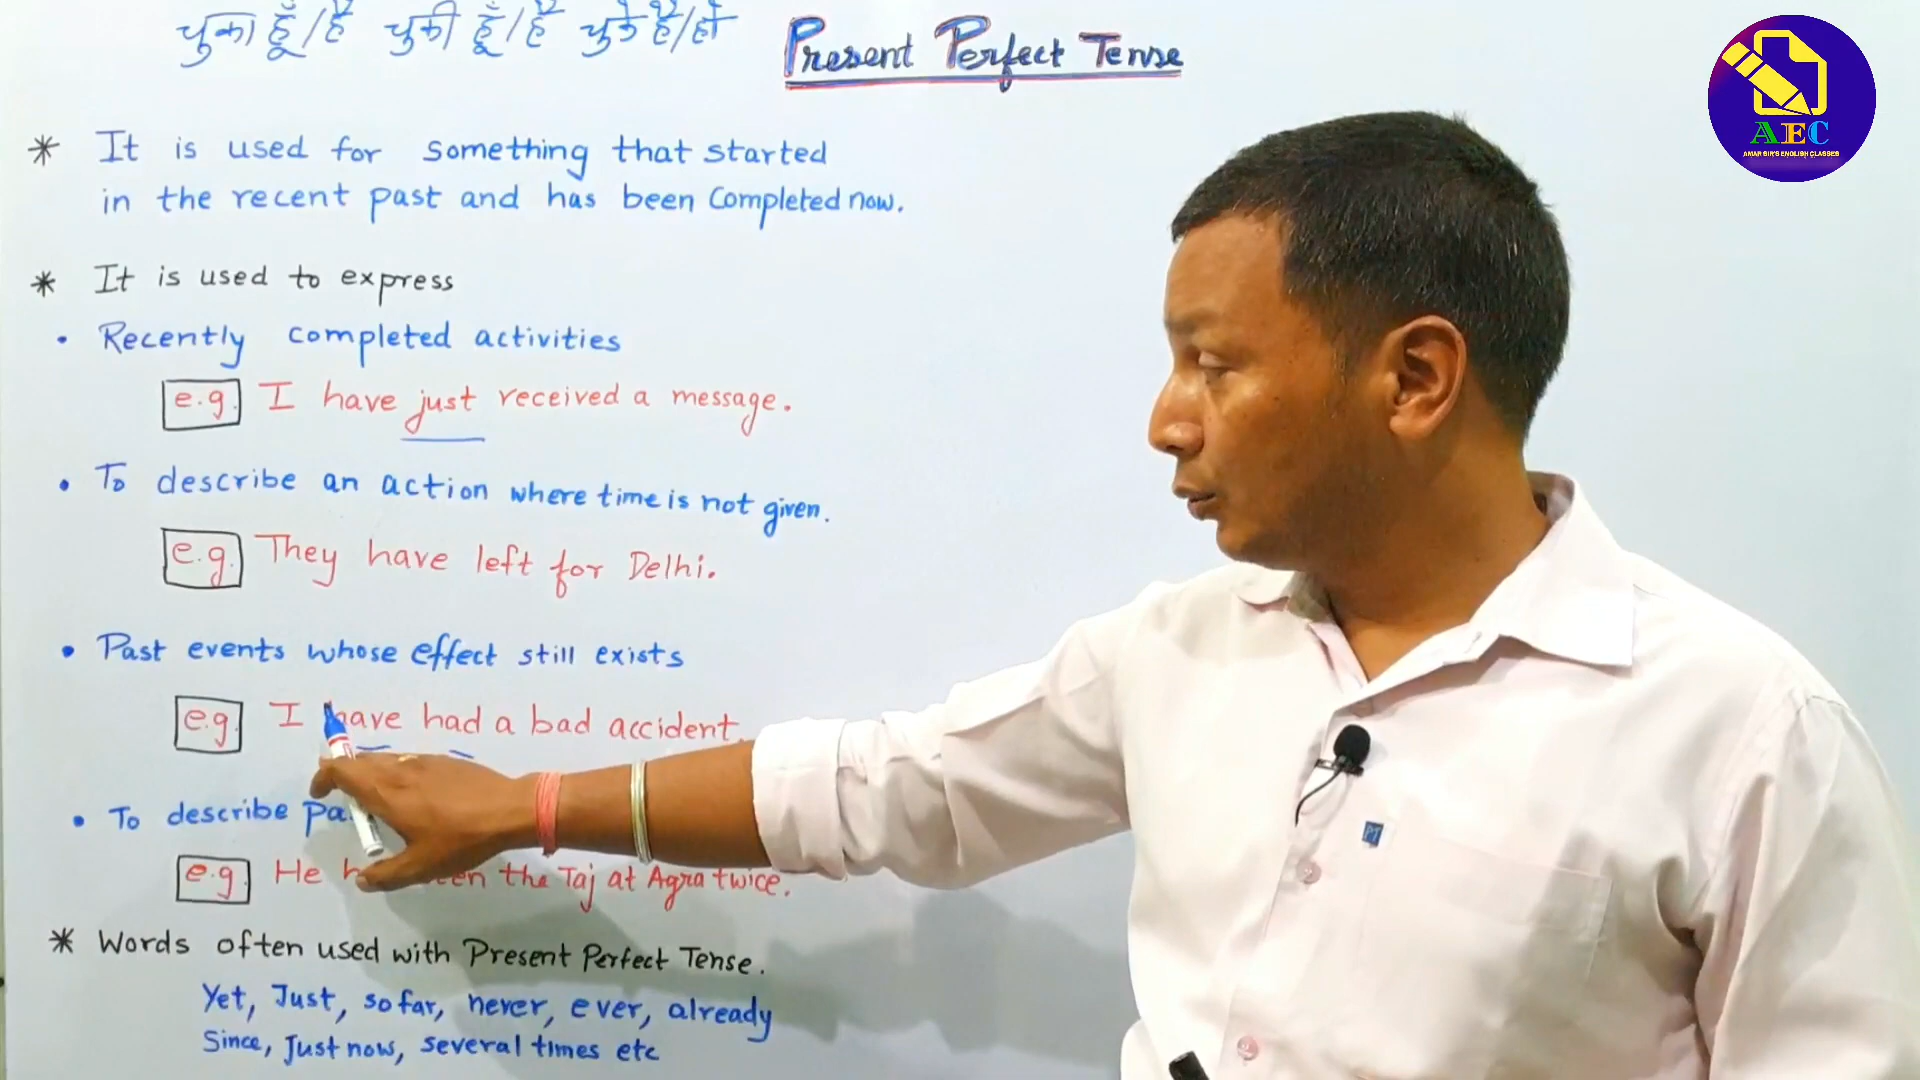 चुका हूँ/है चुकी हूँ/है चुके हैं/हो
Present Perfect Tense
AEC
AMAR SIR'S ENGLISH CLASSES
* It is used for something that started
in the recent past and has been Completed now.
* It is used to express
• Recently completed activities
e.g. I have just received a message.
• To describe an action where time is not given.
e.g. They have left for Delhi.
• Past events whose effect still exists
e.g. I have had a bad accident.
• To describe pa
e.g. He the Taj at Agra twice.
* Words often used with Present Perfect Tense.
Yet, Just, so far, never, ever, already
Since, Just now, several times etc
PT